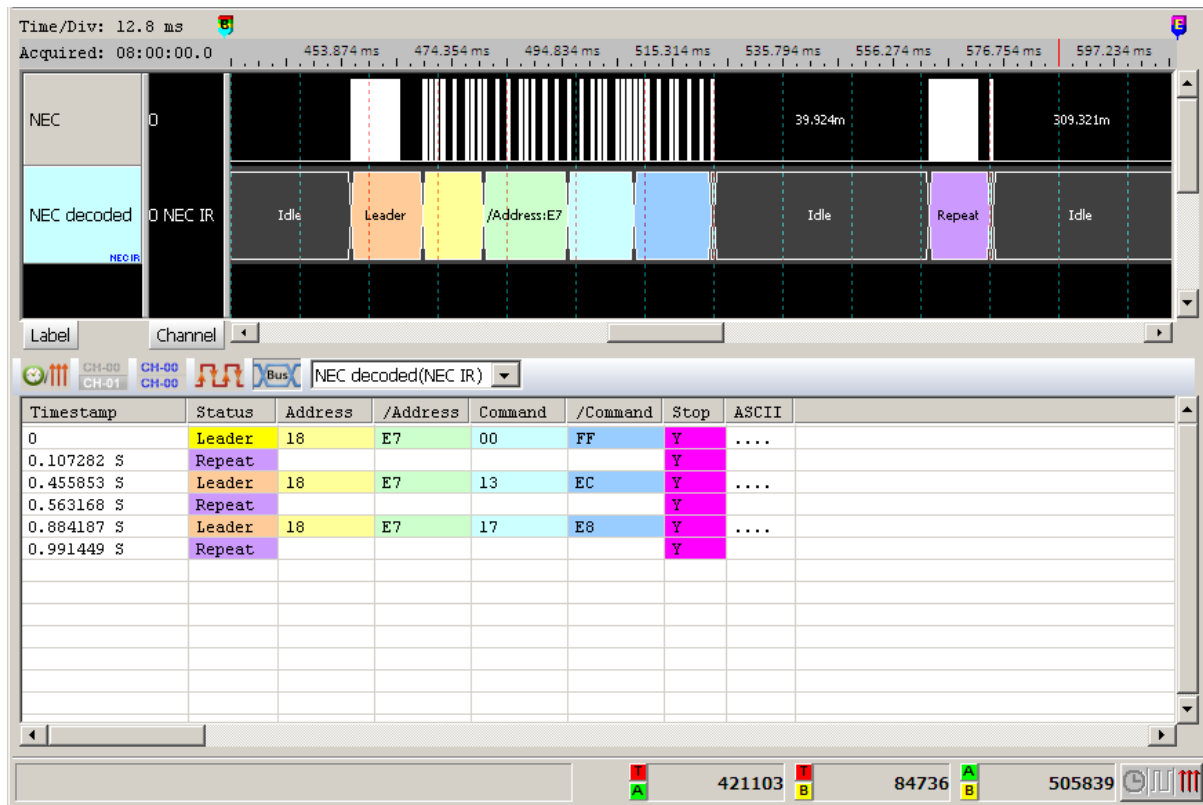 Time/Div: 12.8 ms B E
Acquired: 08:00:00.0 453.874 ms 474.354 ms 494.834 ms 515.314 ms 535.794 ms 556.274 ms 576.754 ms 597.234 ms
NEC 0 39.924m 309.321m
NEC decoded 0 NEC IR Idle Leader /Address:E7 Idle Repeat Idle
NEC IR
Label Channel
CH-00 CH-00 Bus NEC decoded(NEC IR)
CH-01 CH-00
Timestamp Status Address /Address Command /Command Stop ASCII
0 Leader 18 E7 00 FF Y ....
0.107282 S Repeat Y
0.455853 S Leader 18 E7 13 EC Y ....
0.563168 S Repeat Y
0.884187 S Leader 18 E7 17 E8 Y ....
0.991449 S Repeat Y
T A 421103 T B 84736 A B 505839